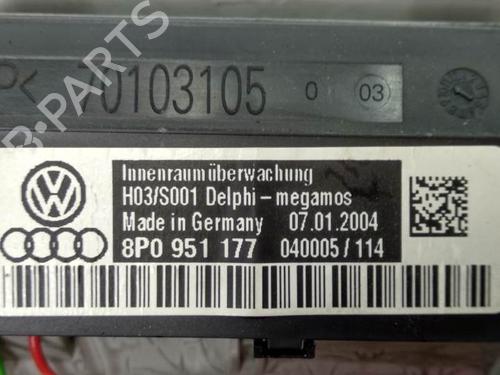 P< 70103105 0 03
B-PARTS
Innenraumüberwachung
H03/S001 Delphi - megamos
Made in Germany 07.01.2004
8P0 951 177 040005/114